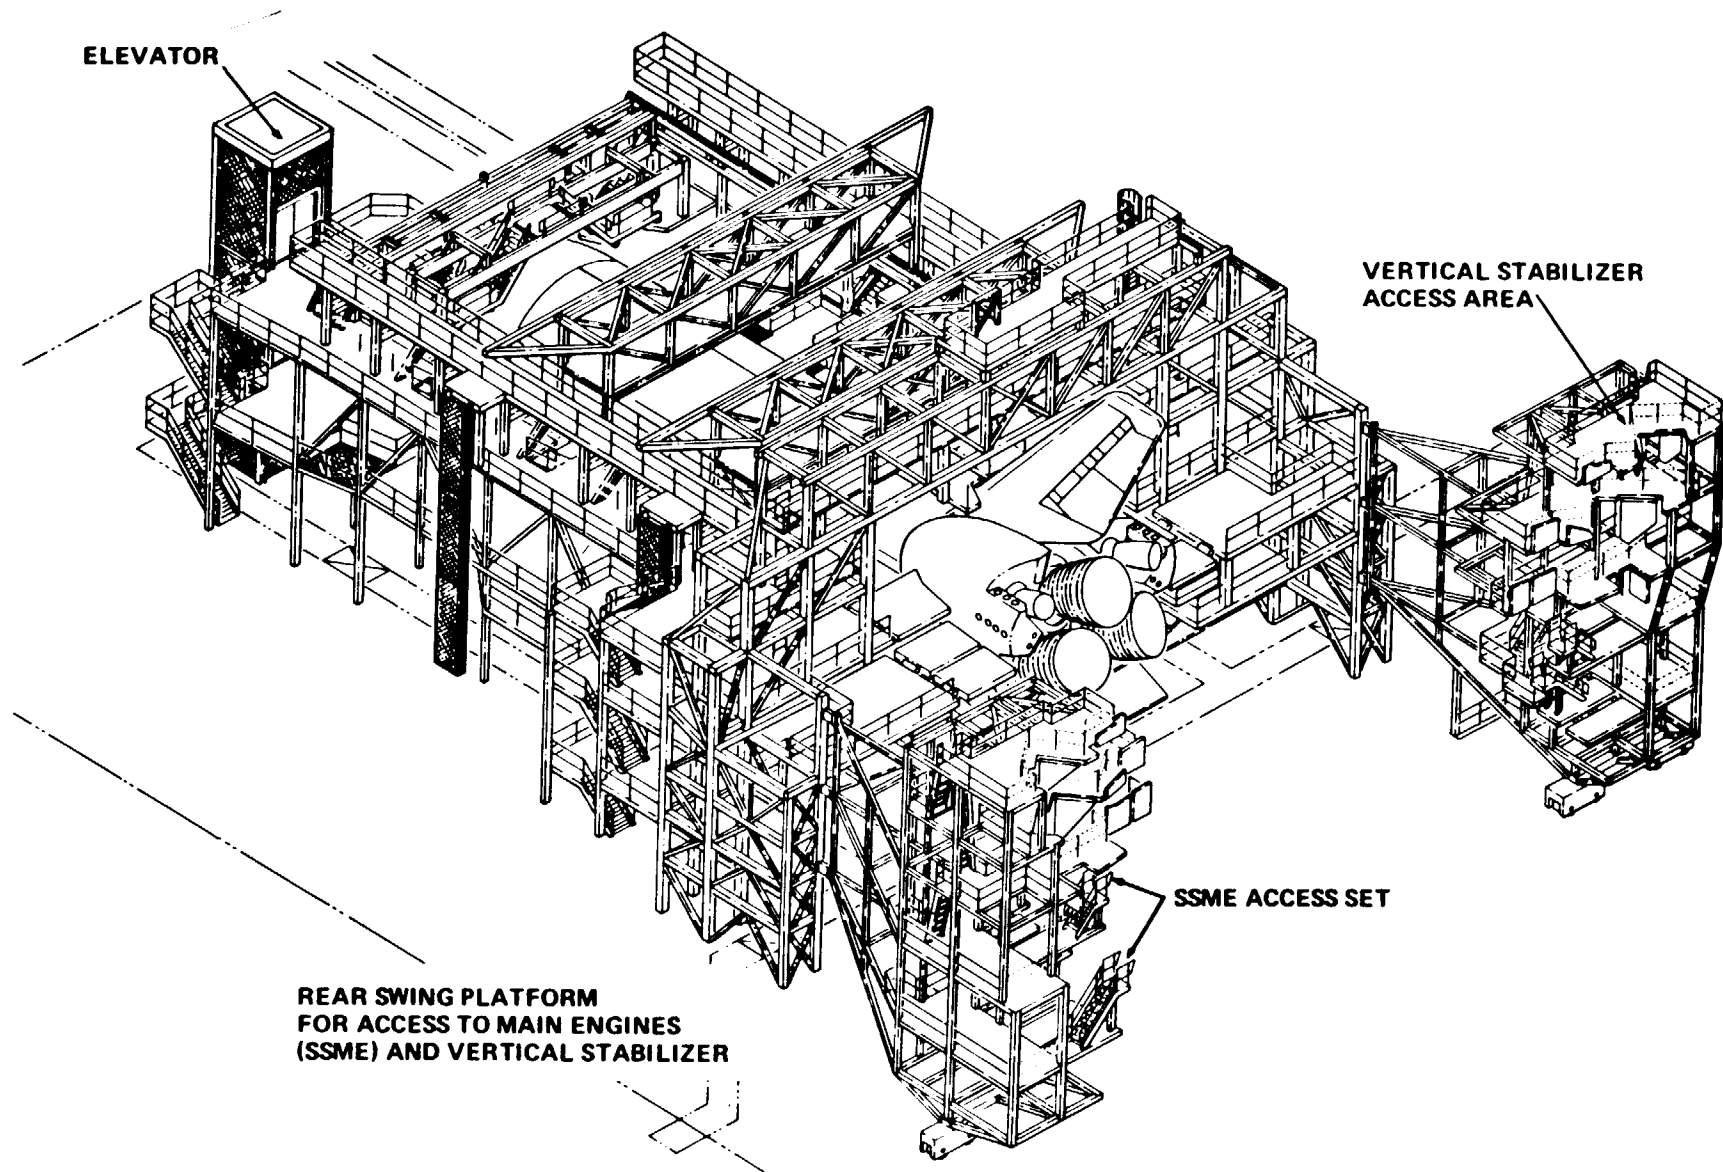 ELEVATOR
VERTICAL STABILIZER
ACCESS AREA
SSME ACCESS SET
REAR SWING PLATFORM
FOR ACCESS TO MAIN ENGINES
(SSME) AND VERTICAL STABILIZER